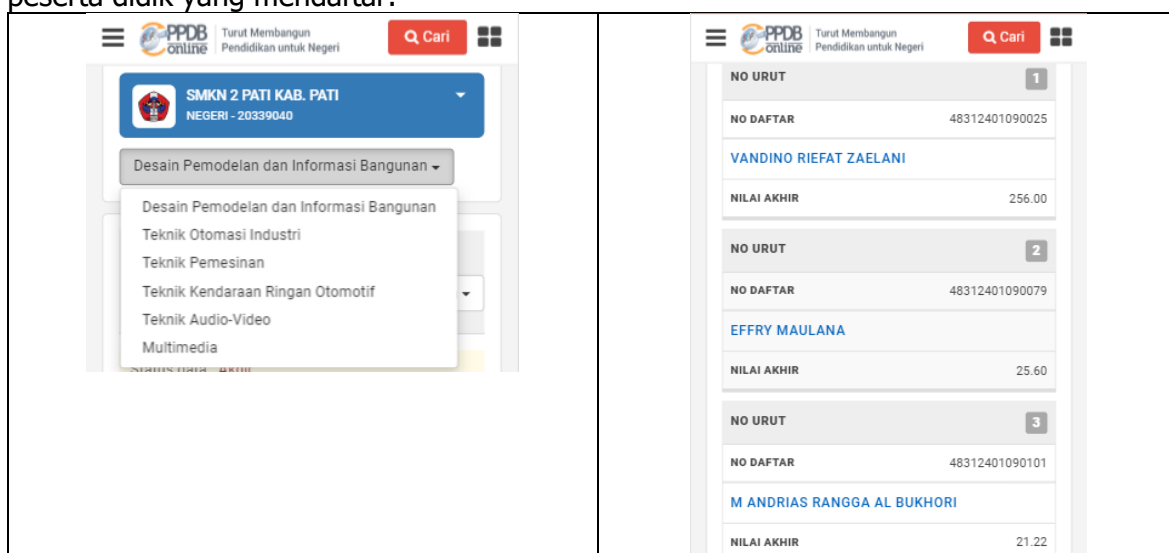 peserta didik yang mendaftar.
PPDB online
Turut Membangun
Pendidikan untuk Negeri
Cari
SMKN 2 PATI KAB. PATI
NEGERI - 20339040
Desain Pemodelan dan Informasi Bangunan
Desain Pemodelan dan Informasi Bangunan
Teknik Otomasi Industri
Teknik Pemesinan
Teknik Kendaraan Ringan Otomotif
Teknik Audio-Video
Multimedia
Status Data Akhir
PPDB online
Turut Membangun
Pendidikan untuk Negeri
Cari
NO URUT 1
NO DAFTAR 48312401090025
VANDINO RIEFAT ZAELANI
NILAI AKHIR 256.00
NO URUT 2
NO DAFTAR 48312401090079
EFFRY MAULANA
NILAI AKHIR 25.60
NO URUT 3
NO DAFTAR 48312401090101
M ANDRIAS RANGGA AL BUKHORI
NILAI AKHIR 21.22